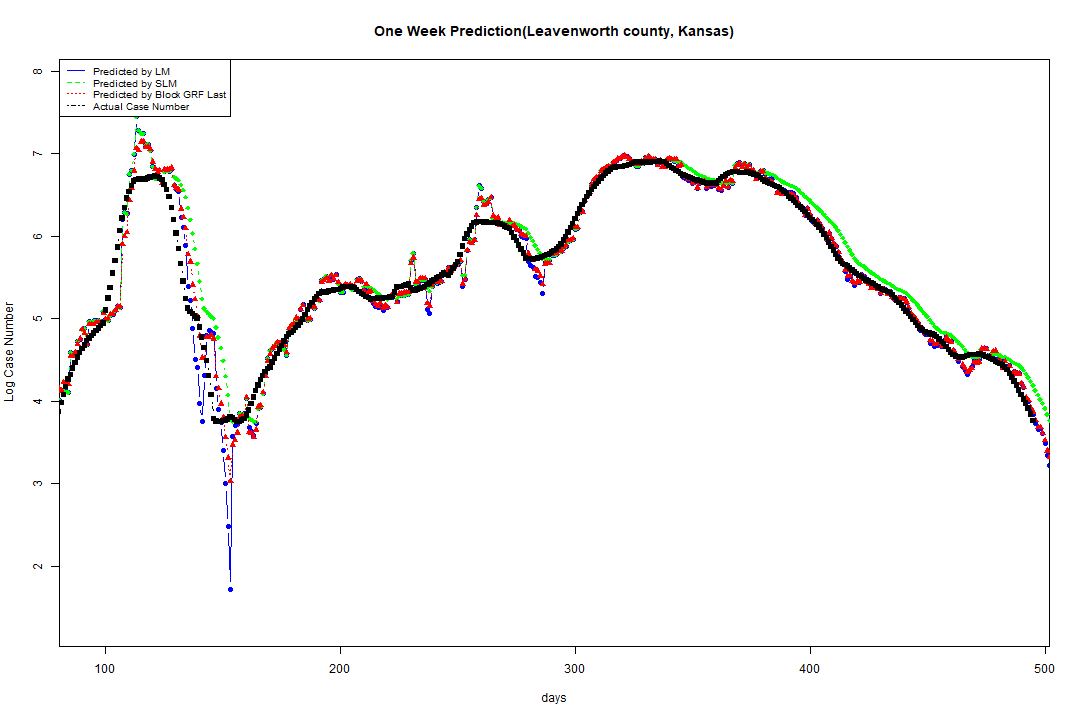 One Week Prediction(Leavenworth county, Kansas)
8
Predicted by LM
Predicted by SLM
Predicted by Block GRF Last
Actual Case Number
7
6
5
4
3
2
Log Case Number
100 200 300 400 500
days